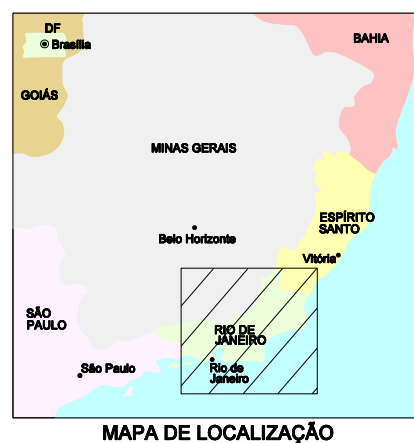 DF
Brasília
BAHIA
GOIÁS
MINAS GERAIS
ESPÍRITO
SANTO
Belo Horizonte
Vitória
SÃO
PAULO
RIO DE
JANEIRO
São Paulo
Rio de
Janeiro
MAPA DE LOCALIZAÇÃO